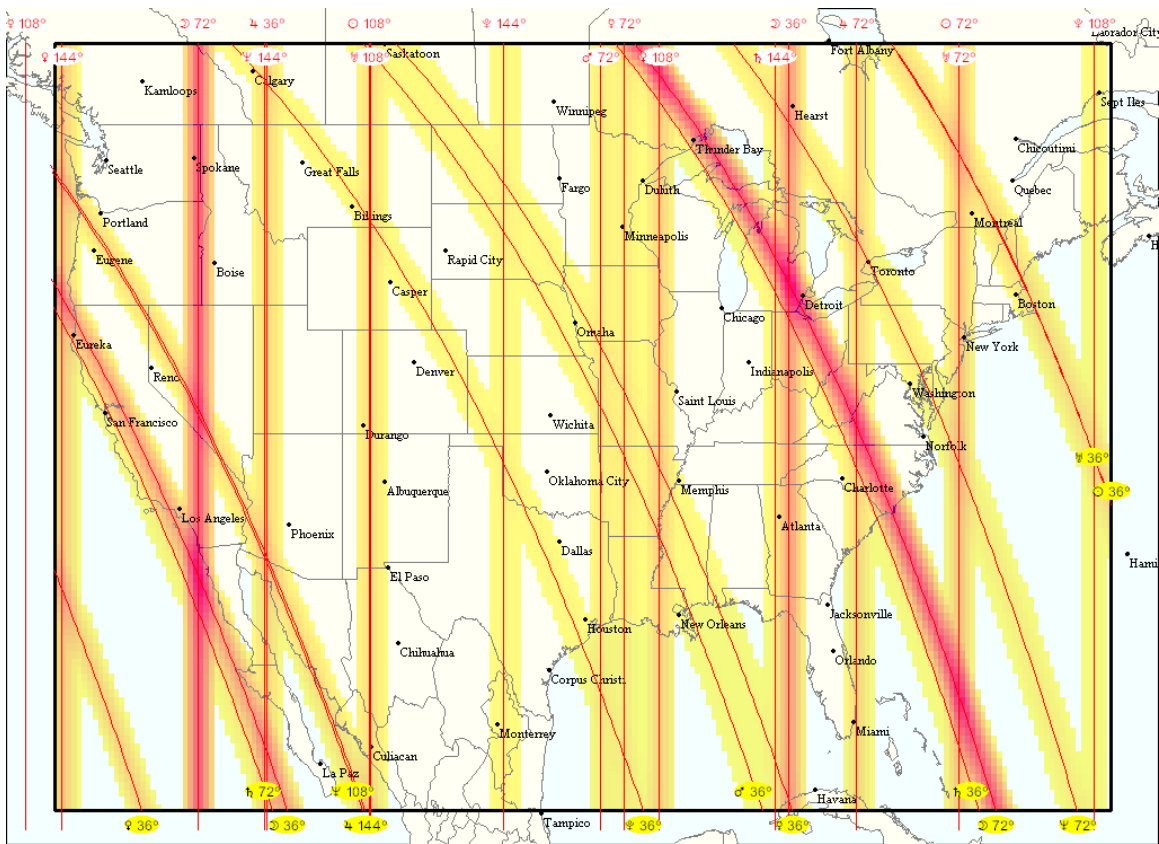 ♀ 108° ☽ 72° ♃ 36° ☉ 108° ♆ 144° ☿ 72° ☽ 36° ♃ 72° ☉ 72° ♆ 108°
Labrador City
♀ 144° ♆ 144° ♅ 108° ♂ 72° ♀ 108° ♄ 144° ♅ 72°
Saskatoon
Fort Albany
Calgary
Kamloops
Sept Iles
Winnipeg
Hearst
Thunder Bay
Chicoutimi
Seattle
Spokane
Great Falls
Fargo
Duluth
Quebec
Portland
Billings
Montreal
Minneapolis
H
Eugene
Boise
Rapid City
Toronto
Casper
Detroit
Boston
Chicago
Omaha
Eureka
New York
Reno
Denver
Indianapolis
Washington
Saint Louis
San Francisco
Wichita
Durango
Norfolk
♅ 36°
Oklahoma City
Albuquerque
Memphis
Charlotte
☉ 36°
Los Angeles
Phoenix
Atlanta
Dallas
Hami
El Paso
Jacksonville
New Orleans
Houston
Chihuahua
Orlando
Corpus Christi
Monterrey
Miami
Culiacan
La Paz
♄ 72° ♆ 108° ♂ 36° ♄ 36°
Havana
Tampico
♀ 36° ☽ 36° ♃ 144° ♆ 36° ☽ 72° ♆ 72°